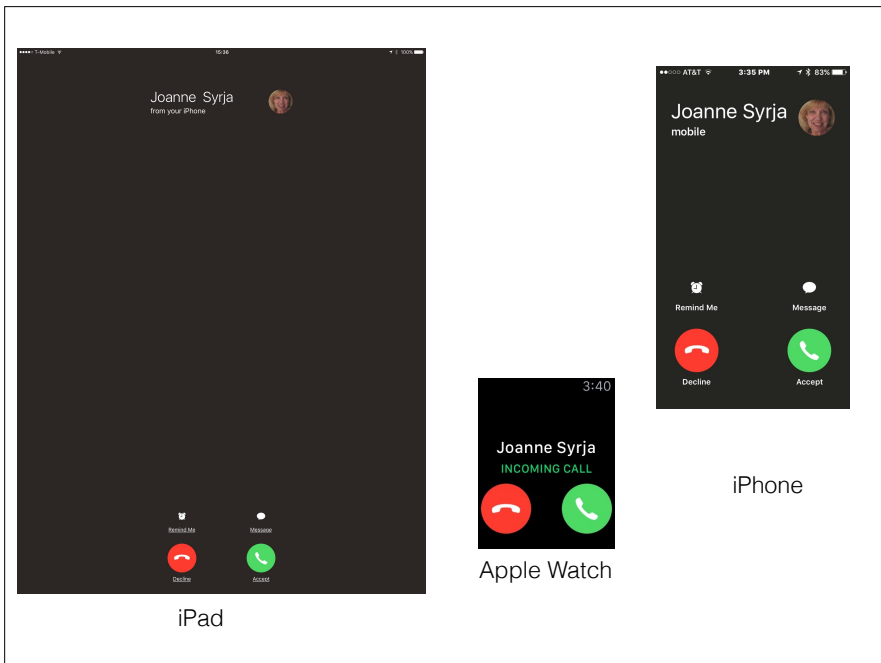 T-Mobile 15:36 100%
Joanne Syrja
from your iPhone
Remind Me Message
Decline Accept
iPad
3:40
Joanne Syrja
INCOMING CALL
Apple Watch
AT&T 3:35 PM 83%
Joanne Syrja
mobile
Remind Me Message
Decline Accept
iPhone